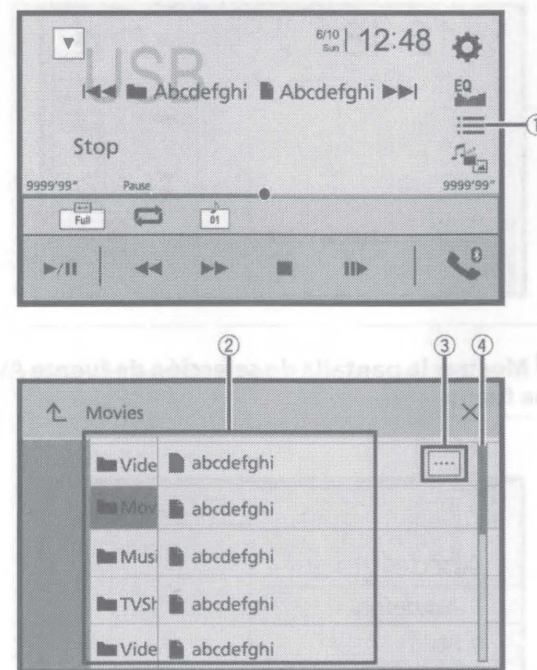 USB
6/10
Sun
12:48
Abcdefghi Abcdefghi
EQ
①
Stop
9999'99" Pause 9999'99"
Full 01
② ③ ④
Movies
Vide abcdefghi
Mov abcdefghi
Musi abcdefghi
TVSh abcdefghi
Vide abcdefghi